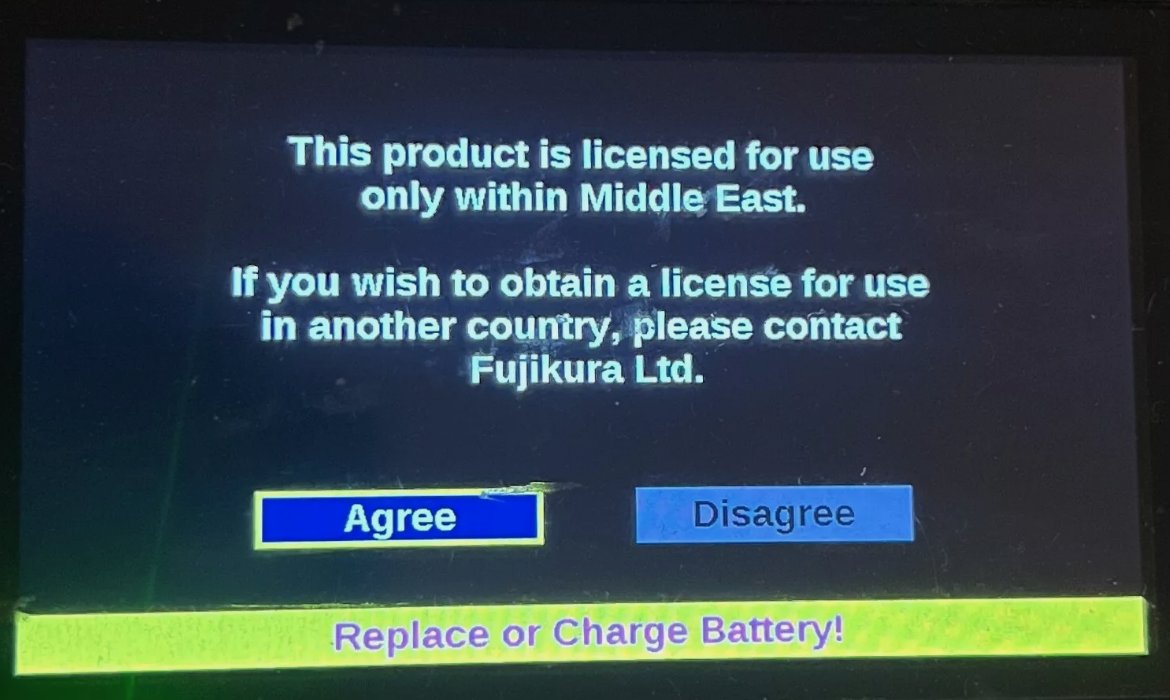 This product is licensed for use
only within Middle East.
If you wish to obtain a license for use
in another country, please contact
Fujikura Ltd.
Agree
Disagree
Replace or Charge Battery!